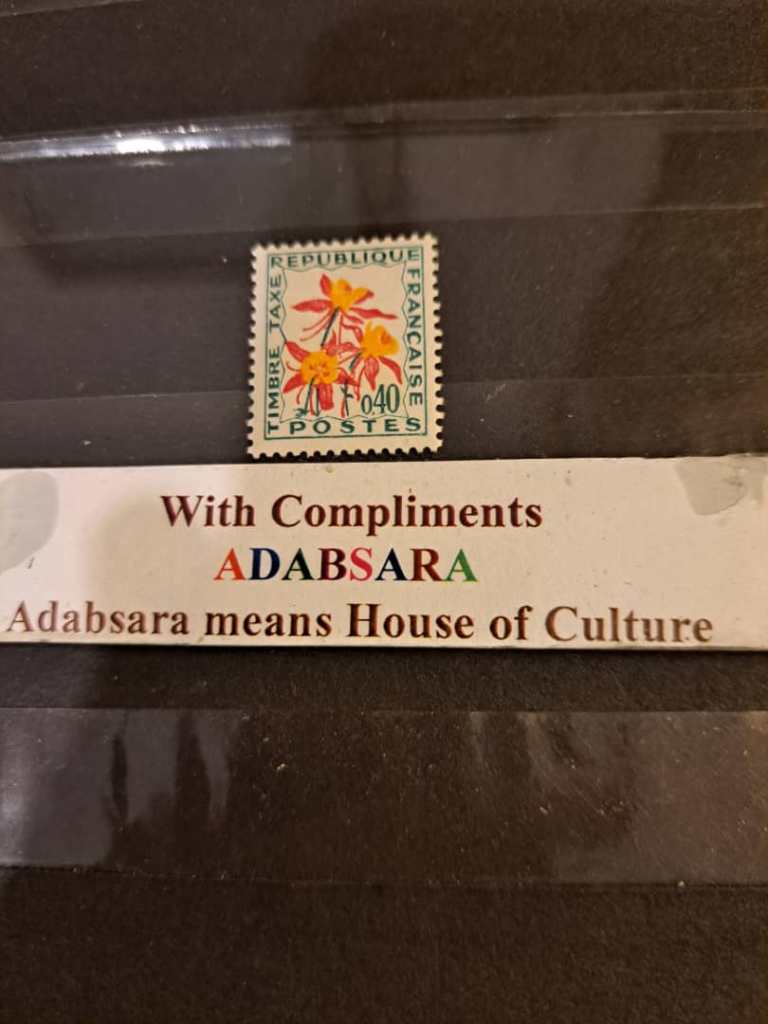 REPUBLIQUE
FRANCAISE
TIMBRE TAXE
0,40
POSTES
With Compliments
ADABSARA
Adabsara means House of Culture